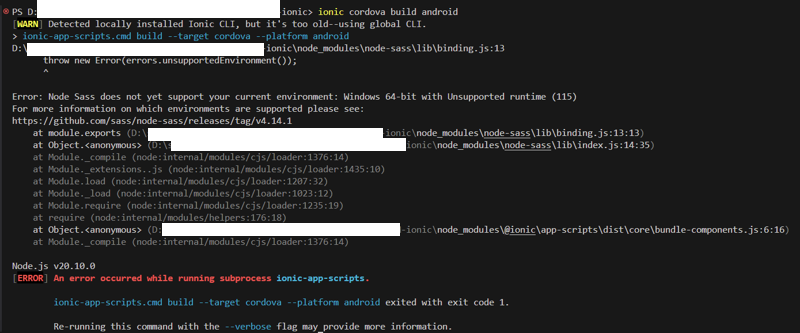 PS D: -ionic> ionic cordova build android
[WARN] Detected locally installed Ionic CLI, but it's too old--using global CLI.
> ionic-app-scripts.cmd build --target cordova --platform android
D:\ -ionic\node_modules\node-sass\lib\binding.js:13
throw new Error(errors.unsupportedEnvironment());
^
Error: Node Sass does not yet support your current environment: Windows 64-bit with Unsupported runtime (115)
For more information on which environments are supported please see:
https://github.com/sass/node-sass/releases/tag/v4.14.1
at module.exports (D:\ ionic\node_modules\node-sass\lib\binding.js:13:13)
at Object.<anonymous> (D:\ ionic\node_modules\node-sass\lib\index.js:14:35)
at Module._compile (node:internal/modules/cjs/loader:1376:14)
at Module._extensions..js (node:internal/modules/cjs/loader:1435:10)
at Module.load (node:internal/modules/cjs/loader:1207:32)
at Module._load (node:internal/modules/cjs/loader:1023:12)
at Module.require (node:internal/modules/cjs/loader:1235:19)
at require (node:internal/modules/helpers:176:18)
at Object.<anonymous> (D: -ionic\node_modules\@ionic\app-scripts\dist\core\bundle-components.js:6:16)
at Module._compile (node:internal/modules/cjs/loader:1376:14)
Node.js v20.10.0
[ERROR] An error occurred while running subprocess ionic-app-scripts.
ionic-app-scripts.cmd build --target cordova --platform android exited with exit code 1.
Re-running this command with the --verbose flag may provide more information.